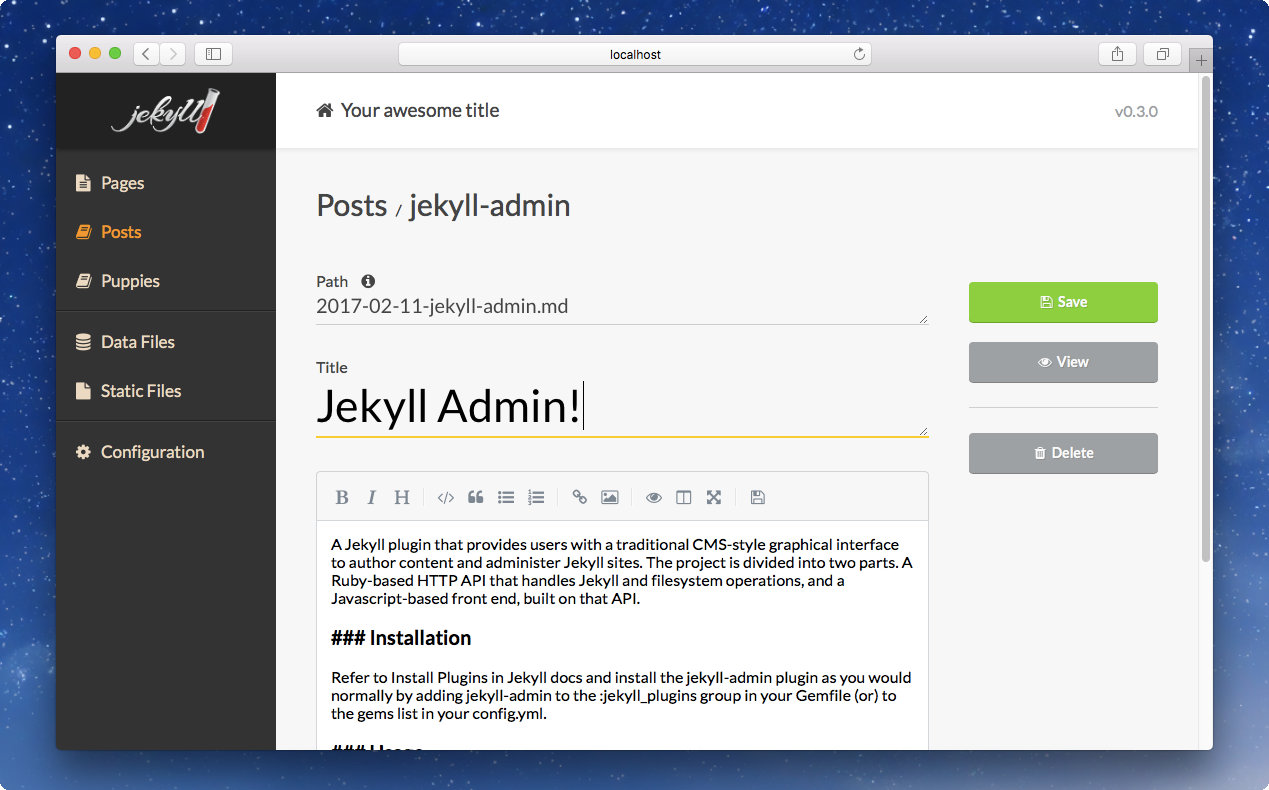 localhost
jekyll
Your awesome title
v0.3.0
Pages
Posts
Puppies
Data Files
Static Files
Configuration
Posts / jekyll-admin
Path
2017-02-11-jekyll-admin.md
Title
Jekyll Admin!
Save
View
Delete
B I H
A Jekyll plugin that provides users with a traditional CMS-style graphical interface
to author content and administer Jekyll sites. The project is divided into two parts. A
Ruby-based HTTP API that handles Jekyll and filesystem operations, and a
Javascript-based front end, built on that API.
### Installation
Refer to Install Plugins in Jekyll docs and install the jekyll-admin plugin as you would
normally by adding jekyll-admin to the :jekyll_plugins group in your Gemfile (or) to
the gems list in your config.yml.
### Usage